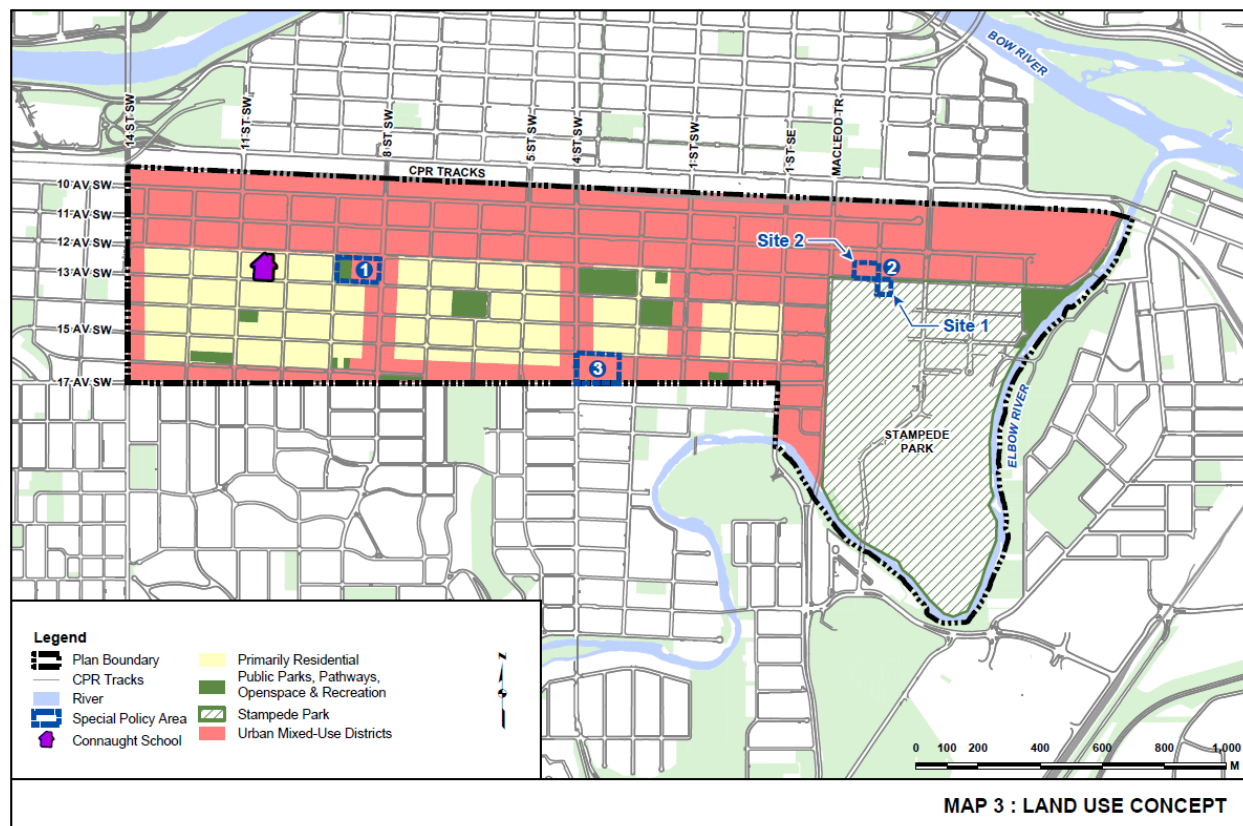 BOW RIVER
14 ST SW
11 ST SW
8 ST SW
5 ST SW
4 ST SW
1 ST SW
1 ST SE
MACLEOD TR
CPR TRACKS
10 AV SW
11 AV SW
12 AV SW
13 AV SW
15 AV SW
17 AV SW
Site 2
1
2
Site 1
3
STAMPEDE
PARK
ELBOW RIVER
Legend
Plan Boundary
CPR Tracks
River
Special Policy Area
Connaught School
Primarily Residential
Public Parks, Pathways,
Openspace & Recreation
Stampede Park
Urban Mixed-Use Districts
N
0 100 200 400 600 800 1,000
M
MAP 3 : LAND USE CONCEPT